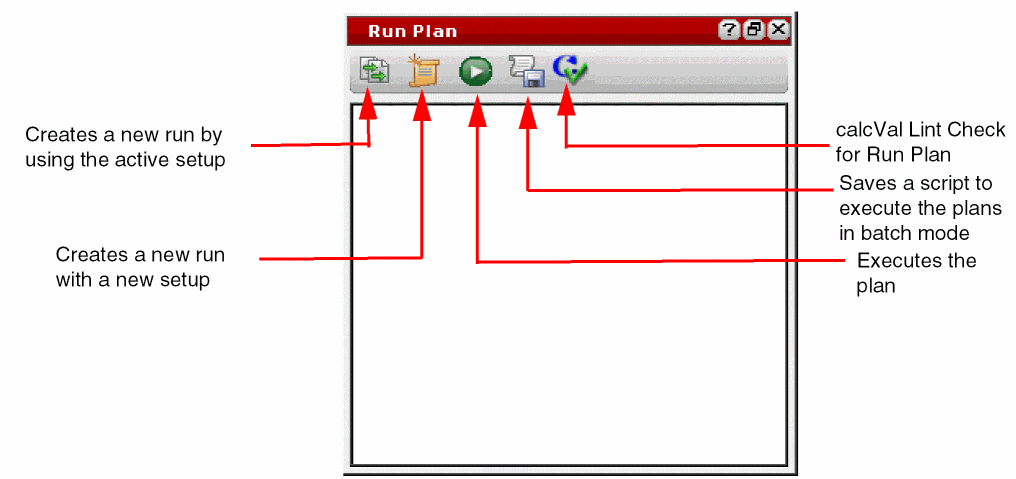 Run Plan
Creates a new run by
using the active setup
Creates a new run
with a new setup
calcVal Lint Check
for Run Plan
Saves a script to
execute the plans
in batch mode
Executes the
plan